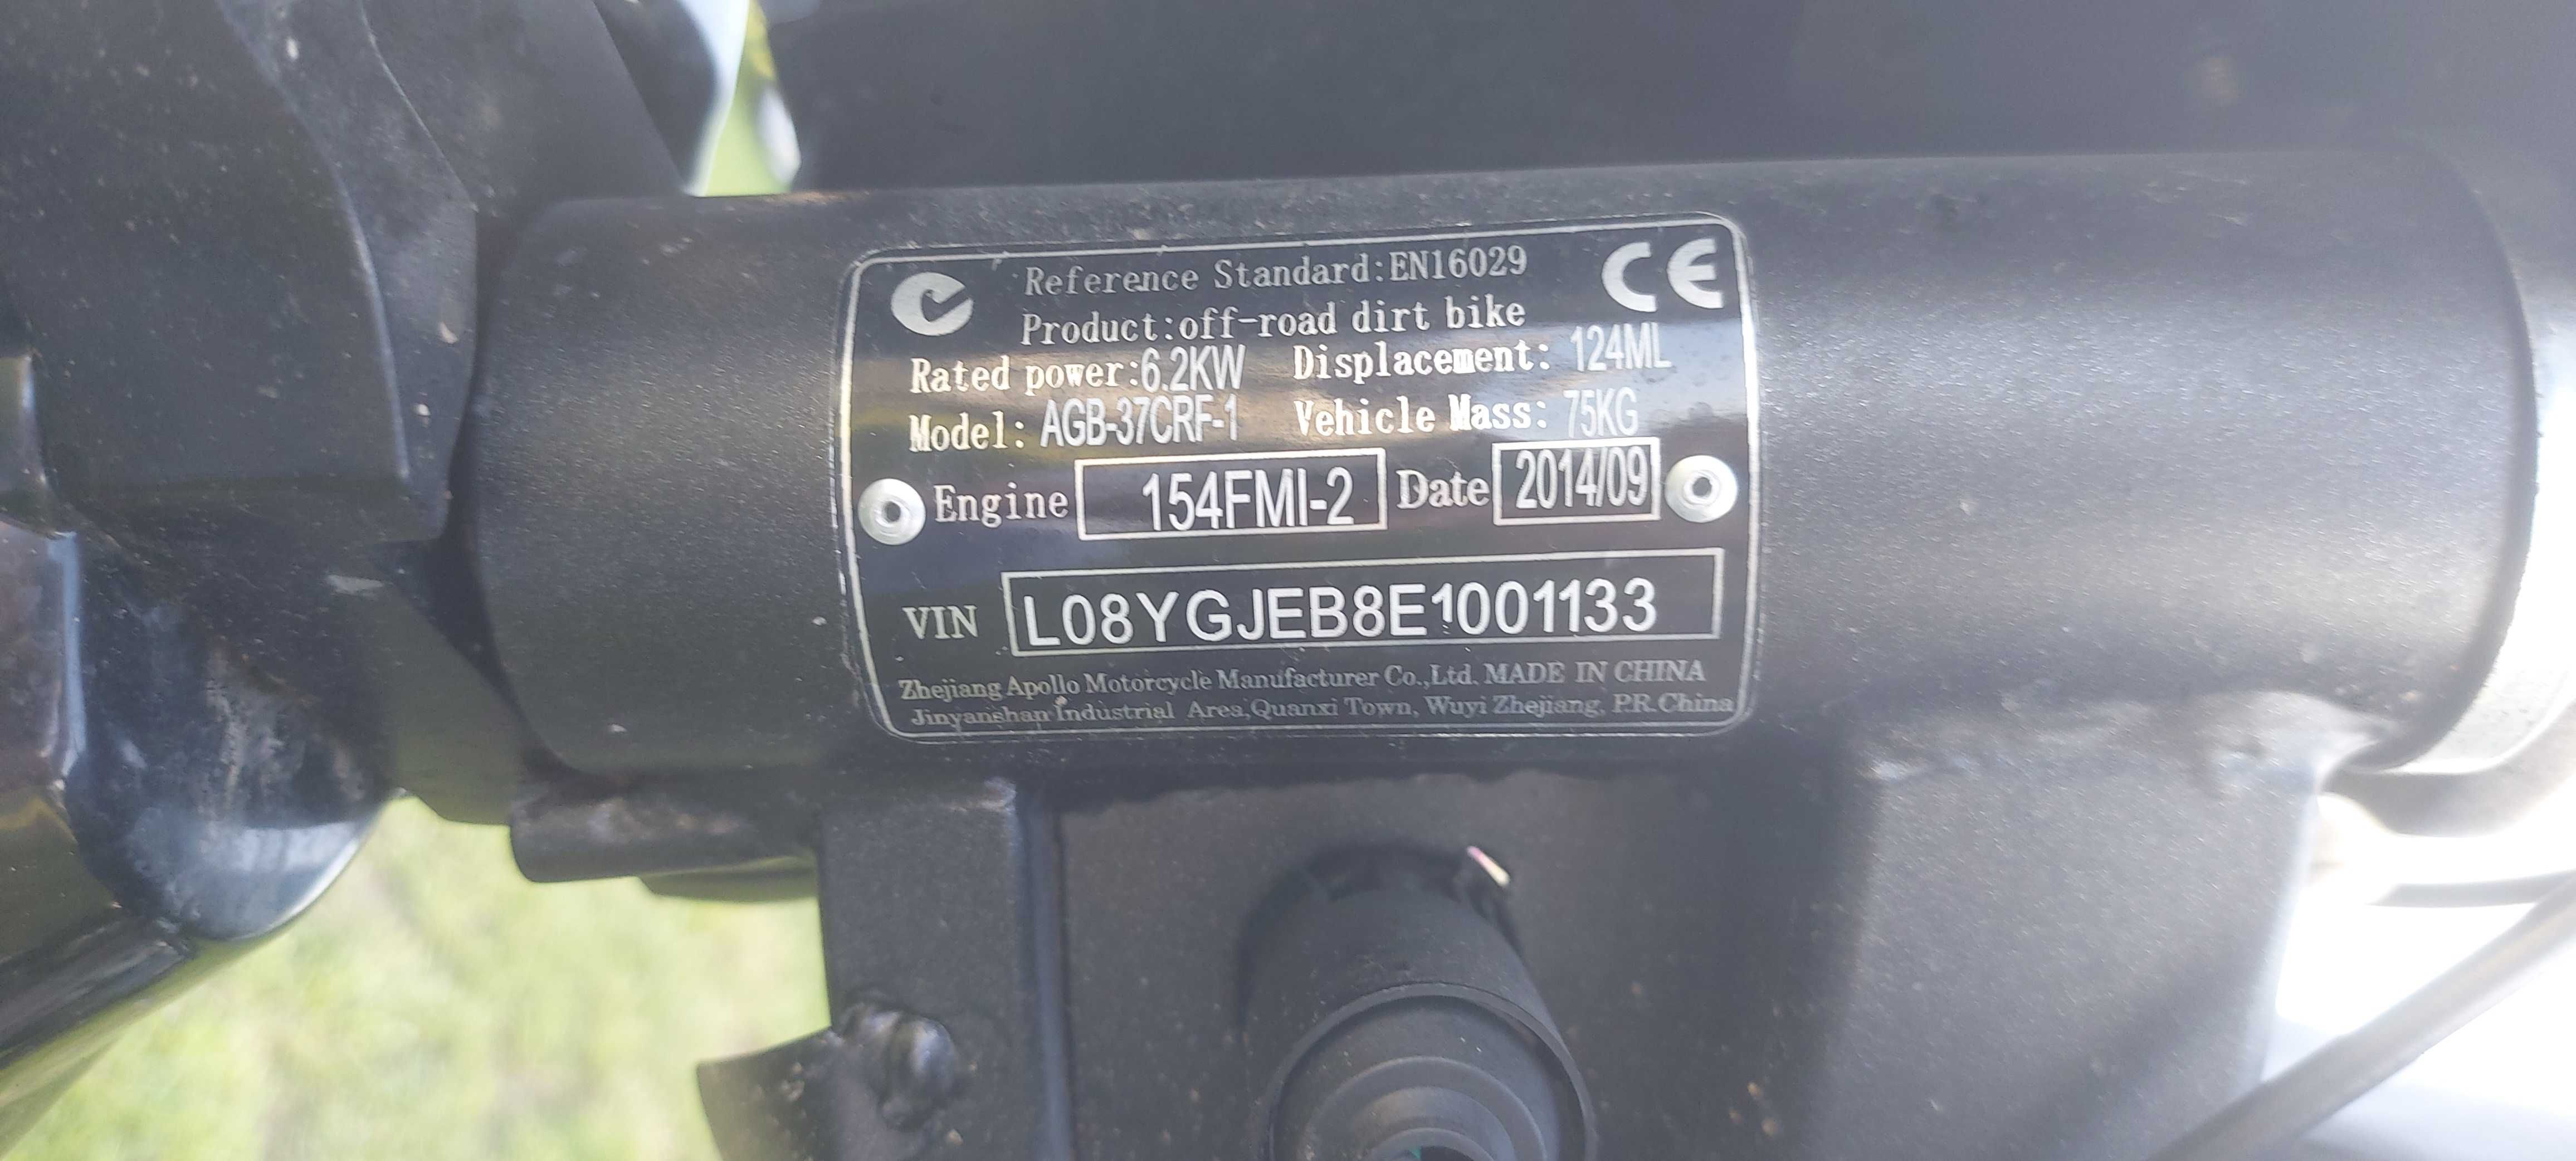 Reference Standard:EN16029
CE
Product:off-road dirt bike
Rated power:6.2KW Displacement: 124ML
Model: AGB-37CRF-1 Vehicle Mass: 75KG
Engine 154FMI-2 Date 2014/09
VIN L08YGJEB8E1001133
Zhejiang Apollo Motorcycle Manufacturer Co.,Ltd. MADE IN CHINA
Jinyanshan Industrial Area,Quanxi Town, Wuyi Zhejiang, P.R.China